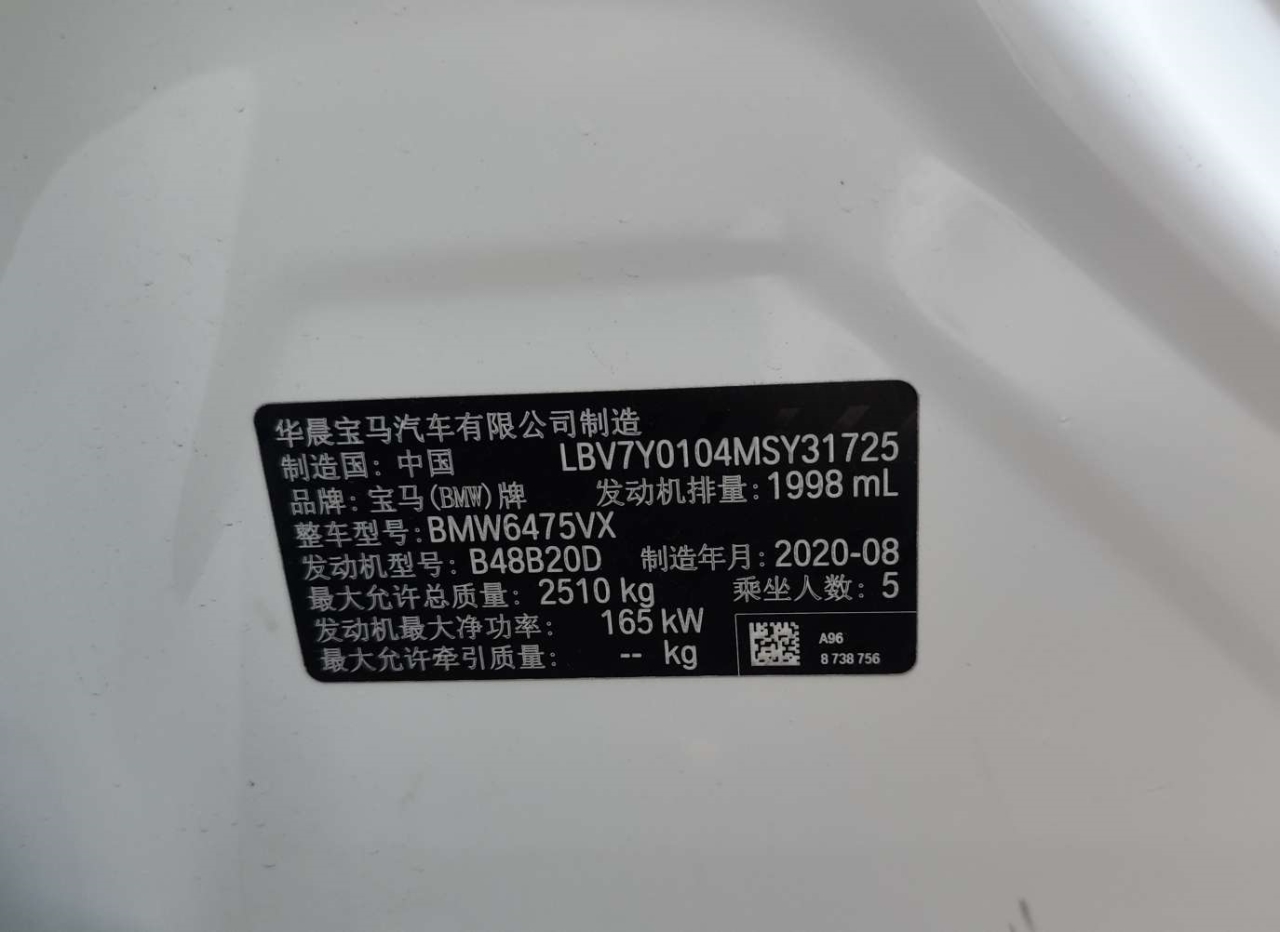 华晨宝马汽车有限公司制造
制造国：中国 LBV7Y0104MSY31725
品牌：宝马(BMW)牌 发动机排量：1998 mL
整车型号：BMW6475VX
发动机型号：B48B20D 制造年月：2020-08
最大允许总质量：2510 kg 乘坐人数：5
发动机最大净功率：165 kW
最大允许牵引质量：-- kg
A96
8 738 756